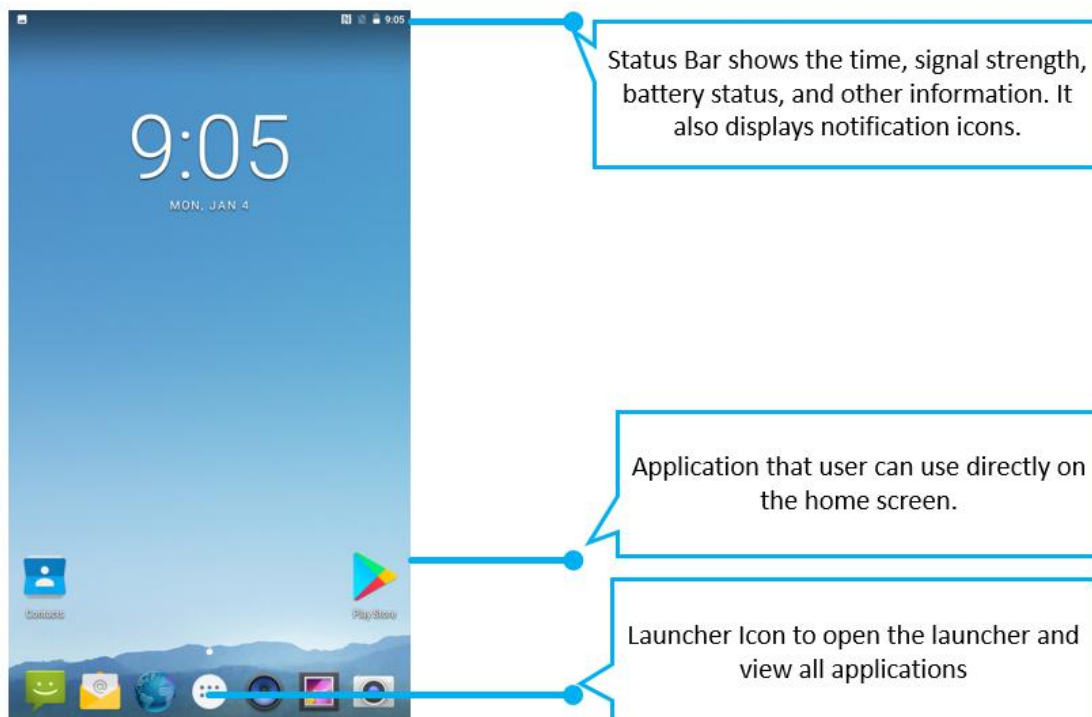 9:05
Status Bar shows the time, signal strength,
battery status, and other information. It
also displays notification icons.
9:05
MON, JAN 4
Application that user can use directly on
the home screen.
Contacts
Play Store
Launcher Icon to open the launcher and
view all applications